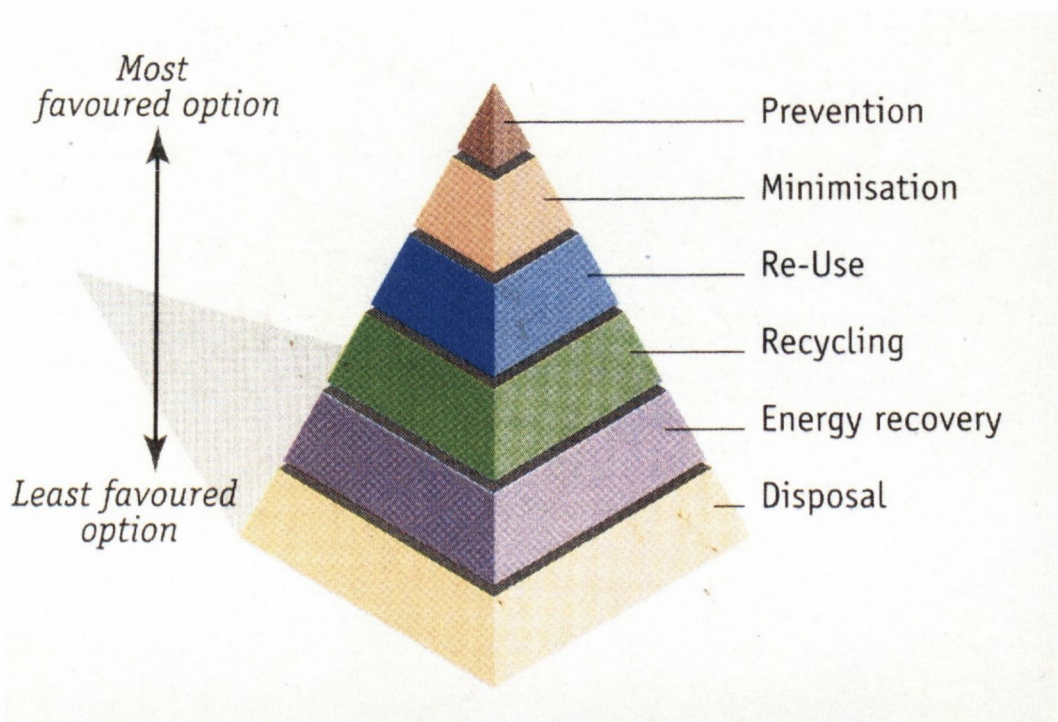 Most
favoured option
Prevention
Minimisation
Re-Use
Recycling
Energy recovery
Disposal
Least favoured
option